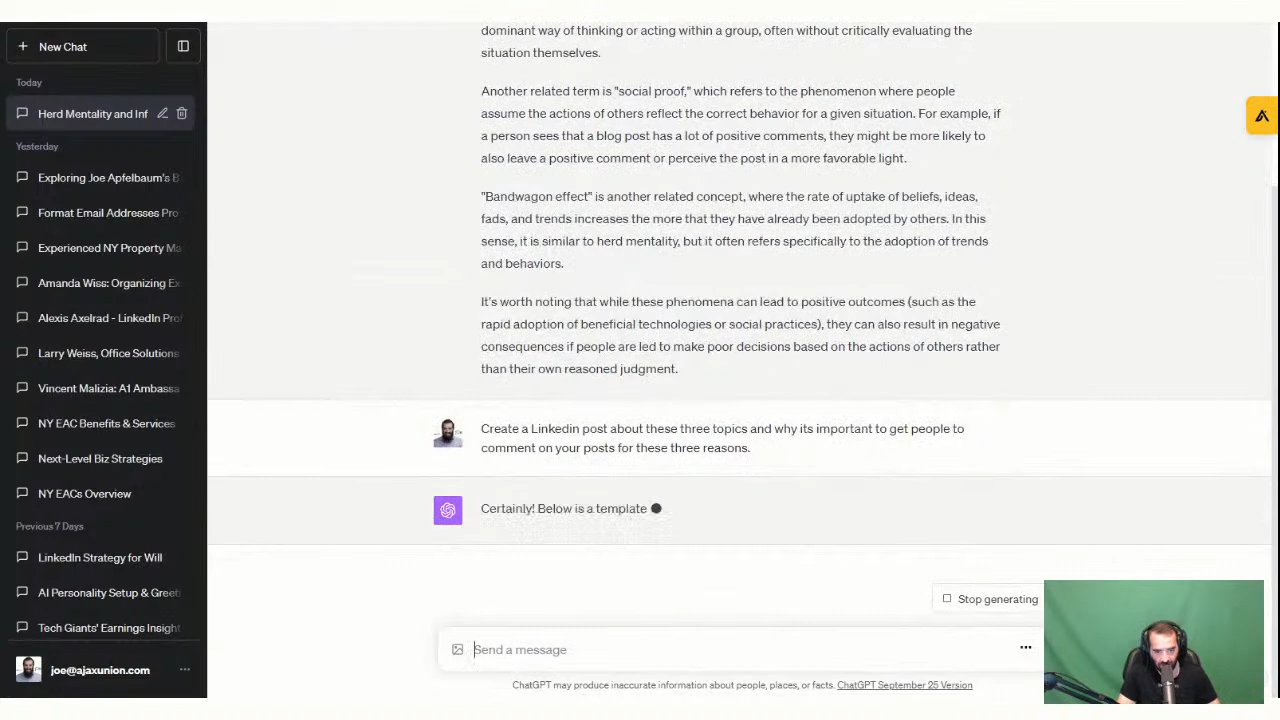 New Chat
Today
Herd Mentality and Inf
Yesterday
Exploring Joe Apfelbaum's B
Format Email Addresses Pro
Experienced NY Property Ma
Amanda Wiss: Organizing Ex
Alexis Axelrad - LinkedIn Prof
Larry Weiss, Office Solutions
Vincent Malizia: A1 Ambassa
NY EAC Benefits & Services
Next-Level Biz Strategies
NY EACs Overview
Previous 7 Days
LinkedIn Strategy for Will
AI Personality Setup & Greeti
Tech Giants' Earnings Insight
joe@ajaxunion.com
dominant way of thinking or acting within a group, often without critically evaluating the
situation themselves.
Another related term is "social proof," which refers to the phenomenon where people
assume the actions of others reflect the correct behavior for a given situation. For example, if
a person sees that a blog post has a lot of positive comments, they might be more likely to
also leave a positive comment or perceive the post in a more favorable light.
"Bandwagon effect" is another related concept, where the rate of uptake of beliefs, ideas,
fads, and trends increases the more that they have already been adopted by others. In this
sense, it is similar to herd mentality, but it often refers specifically to the adoption of trends
and behaviors.
It's worth noting that while these phenomena can lead to positive outcomes (such as the
rapid adoption of beneficial technologies or social practices), they can also result in negative
consequences if people are led to make poor decisions based on the actions of others rather
than their own reasoned judgment.
Create a Linkedin post about these three topics and why its important to get people to
comment on your posts for these three reasons.
Certainly! Below is a template
Stop generating
Send a message
ChatGPT may produce inaccurate information about people, places, or facts. ChatGPT September 25 Version